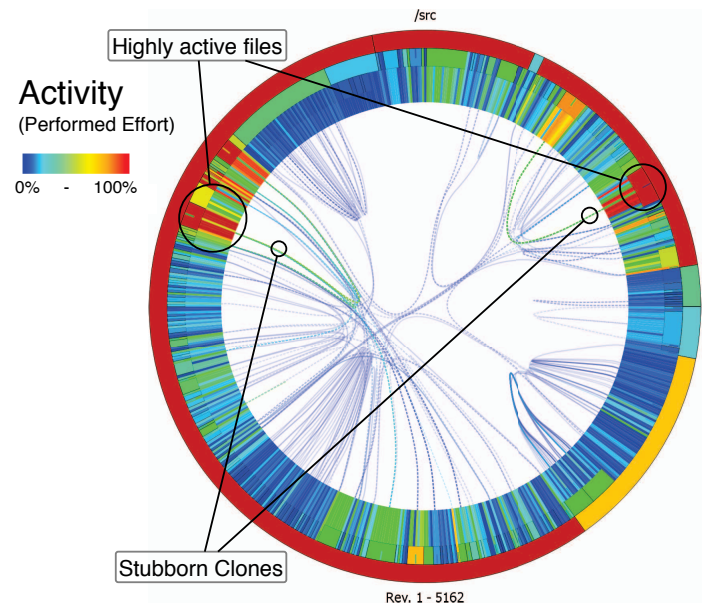 /src
Highly active files
Activity
(Performed Effort)
0% - 100%
Stubborn Clones
Rev. 1 - 5162